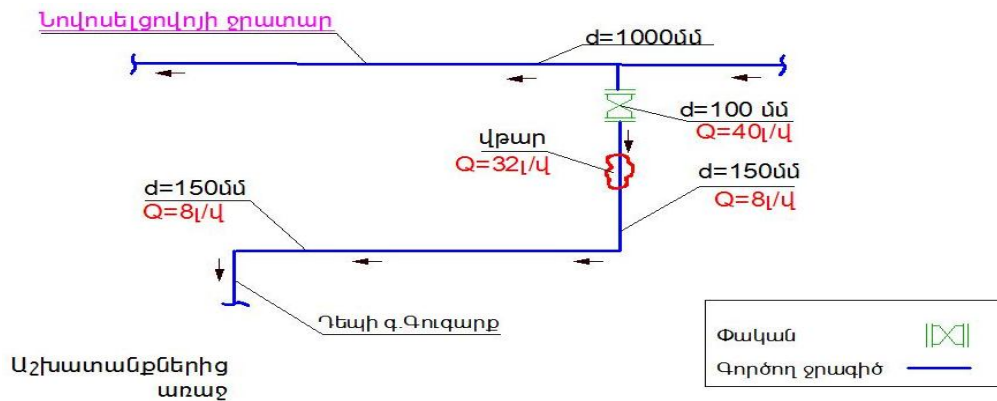 Նովոսելցովոյի ջրատար
d=1000մմ
d=100 մմ
Q=40լ/վ
վթար
Q=32լ/վ
d=150մմ
Q=8լ/վ
d=150մմ
Q=8լ/վ
Դեպի գ.Գուգարք
Աշխատանքներից
առաջ
Փական
Գործող ջրագիծ